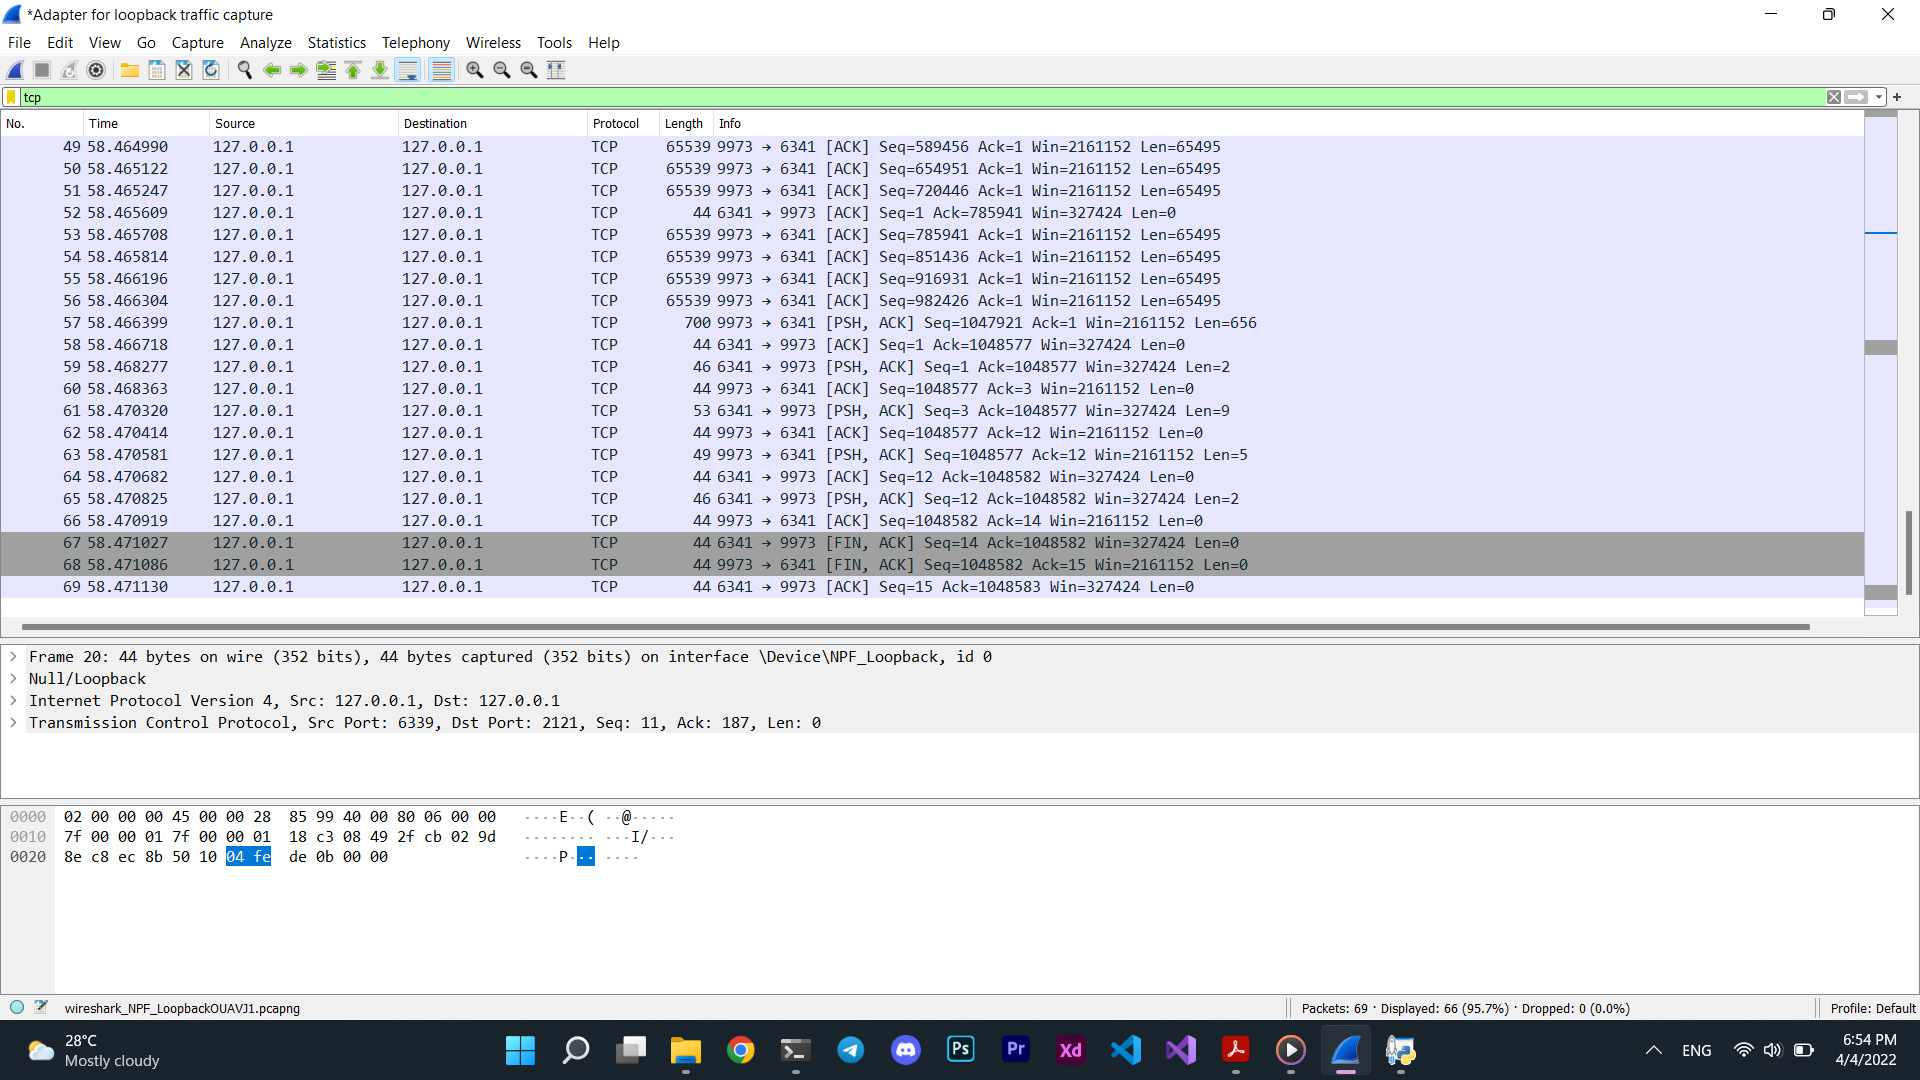 *Adapter for loopback traffic capture
File Edit View Go Capture Analyze Statistics Telephony Wireless Tools Help
tcp
No. Time Source Destination Protocol Length Info
49 58.464990 127.0.0.1 127.0.0.1 TCP 65539 9973 → 6341 [ACK] Seq=589456 Ack=1 Win=2161152 Len=65495
50 58.465122 127.0.0.1 127.0.0.1 TCP 65539 9973 → 6341 [ACK] Seq=654951 Ack=1 Win=2161152 Len=65495
51 58.465247 127.0.0.1 127.0.0.1 TCP 65539 9973 → 6341 [ACK] Seq=720446 Ack=1 Win=2161152 Len=65495
52 58.465609 127.0.0.1 127.0.0.1 TCP 44 6341 → 9973 [ACK] Seq=1 Ack=785941 Win=327424 Len=0
53 58.465708 127.0.0.1 127.0.0.1 TCP 65539 9973 → 6341 [ACK] Seq=785941 Ack=1 Win=2161152 Len=65495
54 58.465814 127.0.0.1 127.0.0.1 TCP 65539 9973 → 6341 [ACK] Seq=851436 Ack=1 Win=2161152 Len=65495
55 58.466196 127.0.0.1 127.0.0.1 TCP 65539 9973 → 6341 [ACK] Seq=916931 Ack=1 Win=2161152 Len=65495
56 58.466304 127.0.0.1 127.0.0.1 TCP 65539 9973 → 6341 [ACK] Seq=982426 Ack=1 Win=2161152 Len=65495
57 58.466399 127.0.0.1 127.0.0.1 TCP 700 9973 → 6341 [PSH, ACK] Seq=1047921 Ack=1 Win=2161152 Len=656
58 58.466718 127.0.0.1 127.0.0.1 TCP 44 6341 → 9973 [ACK] Seq=1 Ack=1048577 Win=327424 Len=0
59 58.468277 127.0.0.1 127.0.0.1 TCP 46 6341 → 9973 [PSH, ACK] Seq=1 Ack=1048577 Win=327424 Len=2
60 58.468363 127.0.0.1 127.0.0.1 TCP 44 9973 → 6341 [ACK] Seq=1048577 Ack=3 Win=2161152 Len=0
61 58.470320 127.0.0.1 127.0.0.1 TCP 53 6341 → 9973 [PSH, ACK] Seq=3 Ack=1048577 Win=327424 Len=9
62 58.470414 127.0.0.1 127.0.0.1 TCP 44 9973 → 6341 [ACK] Seq=1048577 Ack=12 Win=2161152 Len=0
63 58.470581 127.0.0.1 127.0.0.1 TCP 49 9973 → 6341 [PSH, ACK] Seq=1048577 Ack=12 Win=2161152 Len=5
64 58.470682 127.0.0.1 127.0.0.1 TCP 44 6341 → 9973 [ACK] Seq=12 Ack=1048582 Win=327424 Len=0
65 58.470825 127.0.0.1 127.0.0.1 TCP 46 6341 → 9973 [PSH, ACK] Seq=12 Ack=1048582 Win=327424 Len=2
66 58.470919 127.0.0.1 127.0.0.1 TCP 44 9973 → 6341 [ACK] Seq=1048582 Ack=14 Win=2161152 Len=0
67 58.471027 127.0.0.1 127.0.0.1 TCP 44 6341 → 9973 [FIN, ACK] Seq=14 Ack=1048582 Win=327424 Len=0
68 58.471086 127.0.0.1 127.0.0.1 TCP 44 9973 → 6341 [FIN, ACK] Seq=1048582 Ack=15 Win=2161152 Len=0
69 58.471130 127.0.0.1 127.0.0.1 TCP 44 6341 → 9973 [ACK] Seq=15 Ack=1048583 Win=327424 Len=0
Frame 20: 44 bytes on wire (352 bits), 44 bytes captured (352 bits) on interface \Device\NPF_Loopback, id 0
Null/Loopback
Internet Protocol Version 4, Src: 127.0.0.1, Dst: 127.0.0.1
Transmission Control Protocol, Src Port: 6339, Dst Port: 2121, Seq: 11, Ack: 187, Len: 0
0000 02 00 00 00 45 00 00 28 85 99 40 00 80 06 00 00 ····E··( ··@·····
0010 7f 00 00 01 7f 00 00 01 18 c3 08 49 2f cb 02 9d ········ ···I/···
0020 8e c8 ec 8b 50 10 04 fe de 0b 00 00 ····P··· ····
wireshark_NPF_LoopbackOUAVJ1.pcapng Packets: 69 · Displayed: 66 (95.7%) · Dropped: 0 (0.0%) Profile: Default
28°C
Mostly cloudy
Ps
Pr
Xd
ENG
6:54 PM
4/4/2022